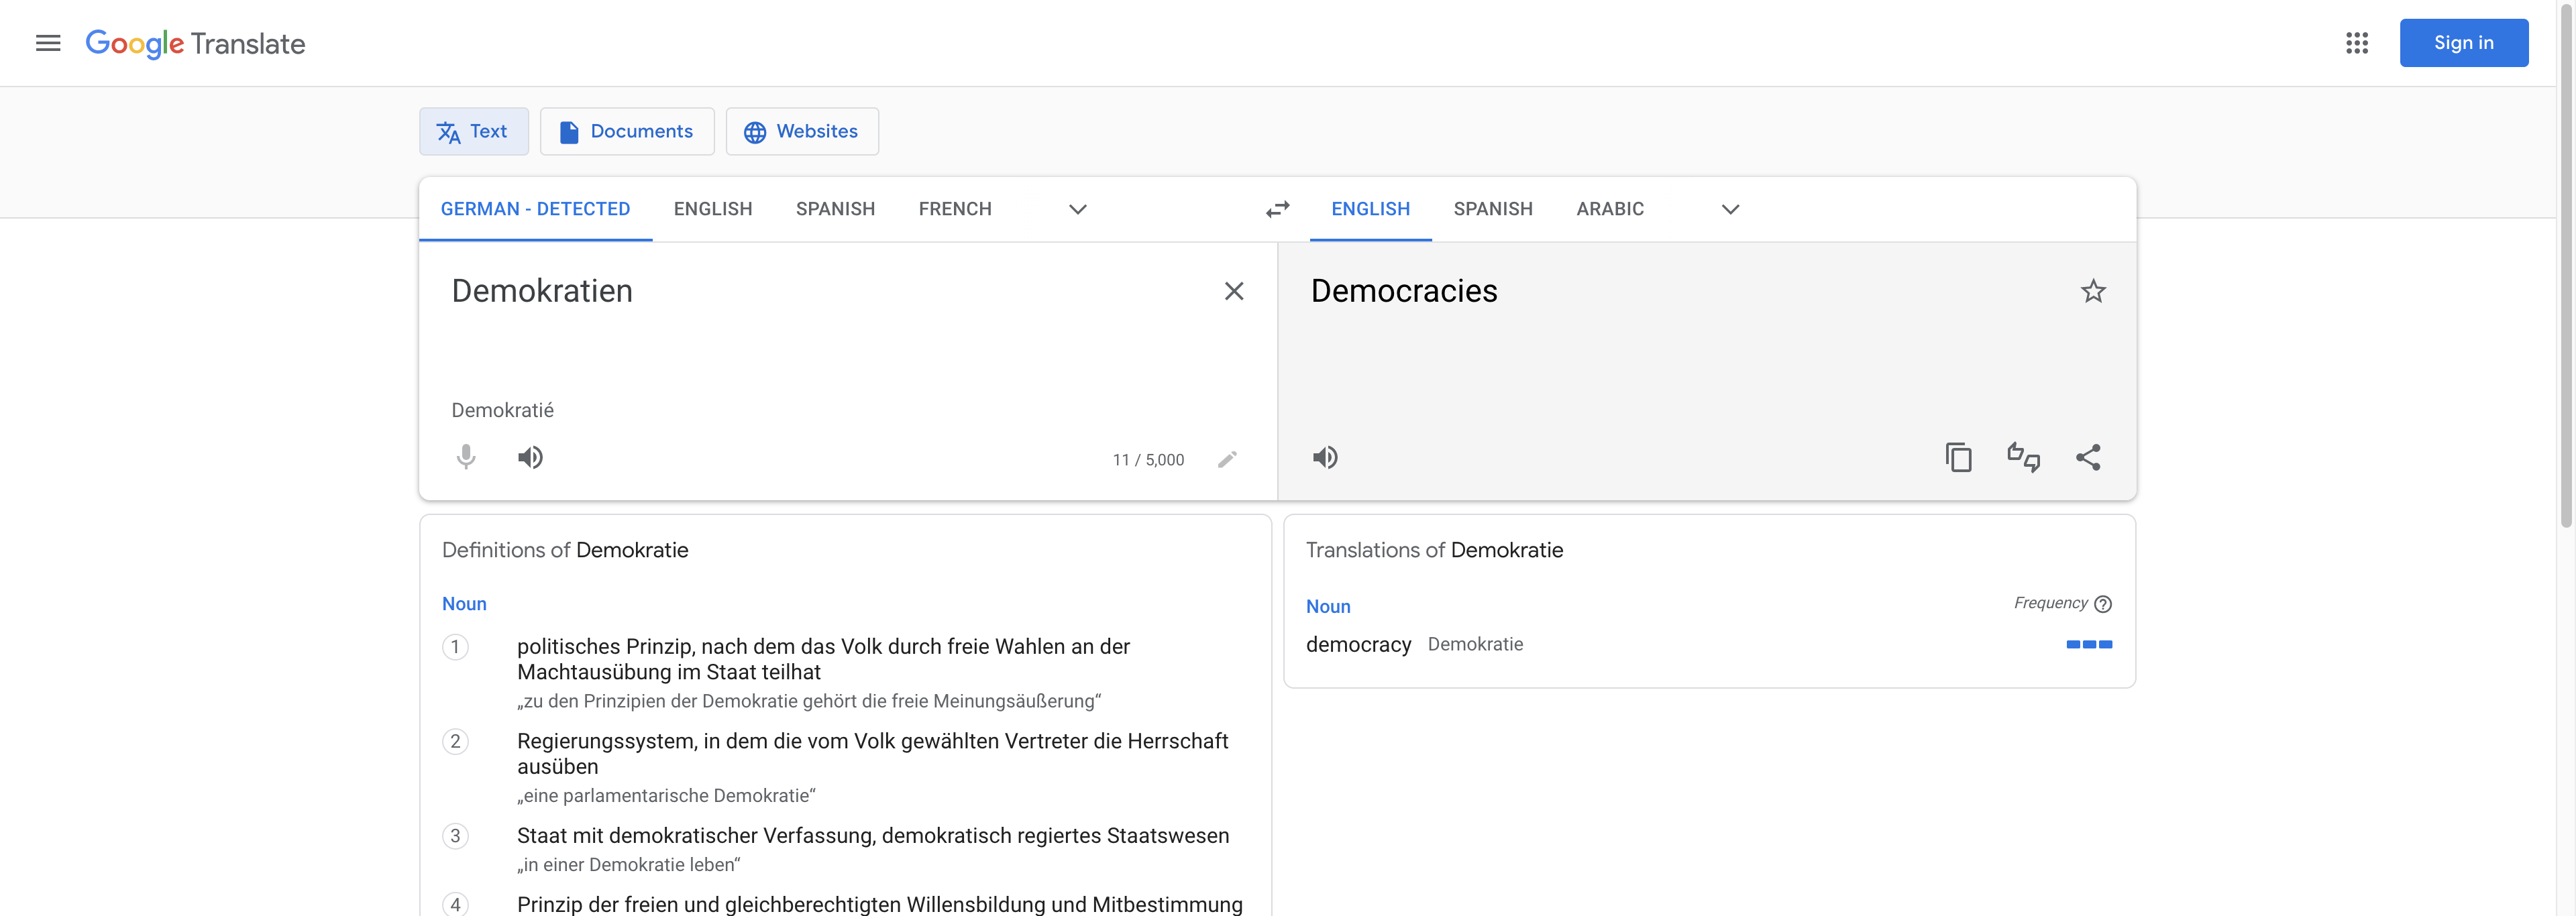 Google Translate
Sign in
Text
Documents
Websites
GERMAN - DETECTED
ENGLISH
SPANISH
FRENCH
ENGLISH
SPANISH
ARABIC
Demokratien
Democracies
Demokratié
11 / 5,000
Definitions of Demokratie
Noun
1
politisches Prinzip, nach dem das Volk durch freie Wahlen an der
Machtausübung im Staat teilhat
„zu den Prinzipien der Demokratie gehört die freie Meinungsäußerung“
2
Regierungssystem, in dem die vom Volk gewählten Vertreter die Herrschaft
ausüben
„eine parlamentarische Demokratie“
3
Staat mit demokratischer Verfassung, demokratisch regiertes Staatswesen
„in einer Demokratie leben“
4
Prinzip der freien und gleichberechtigten Willensbildung und Mitbestimmung
Translations of Demokratie
Noun
Frequency
democracy Demokratie